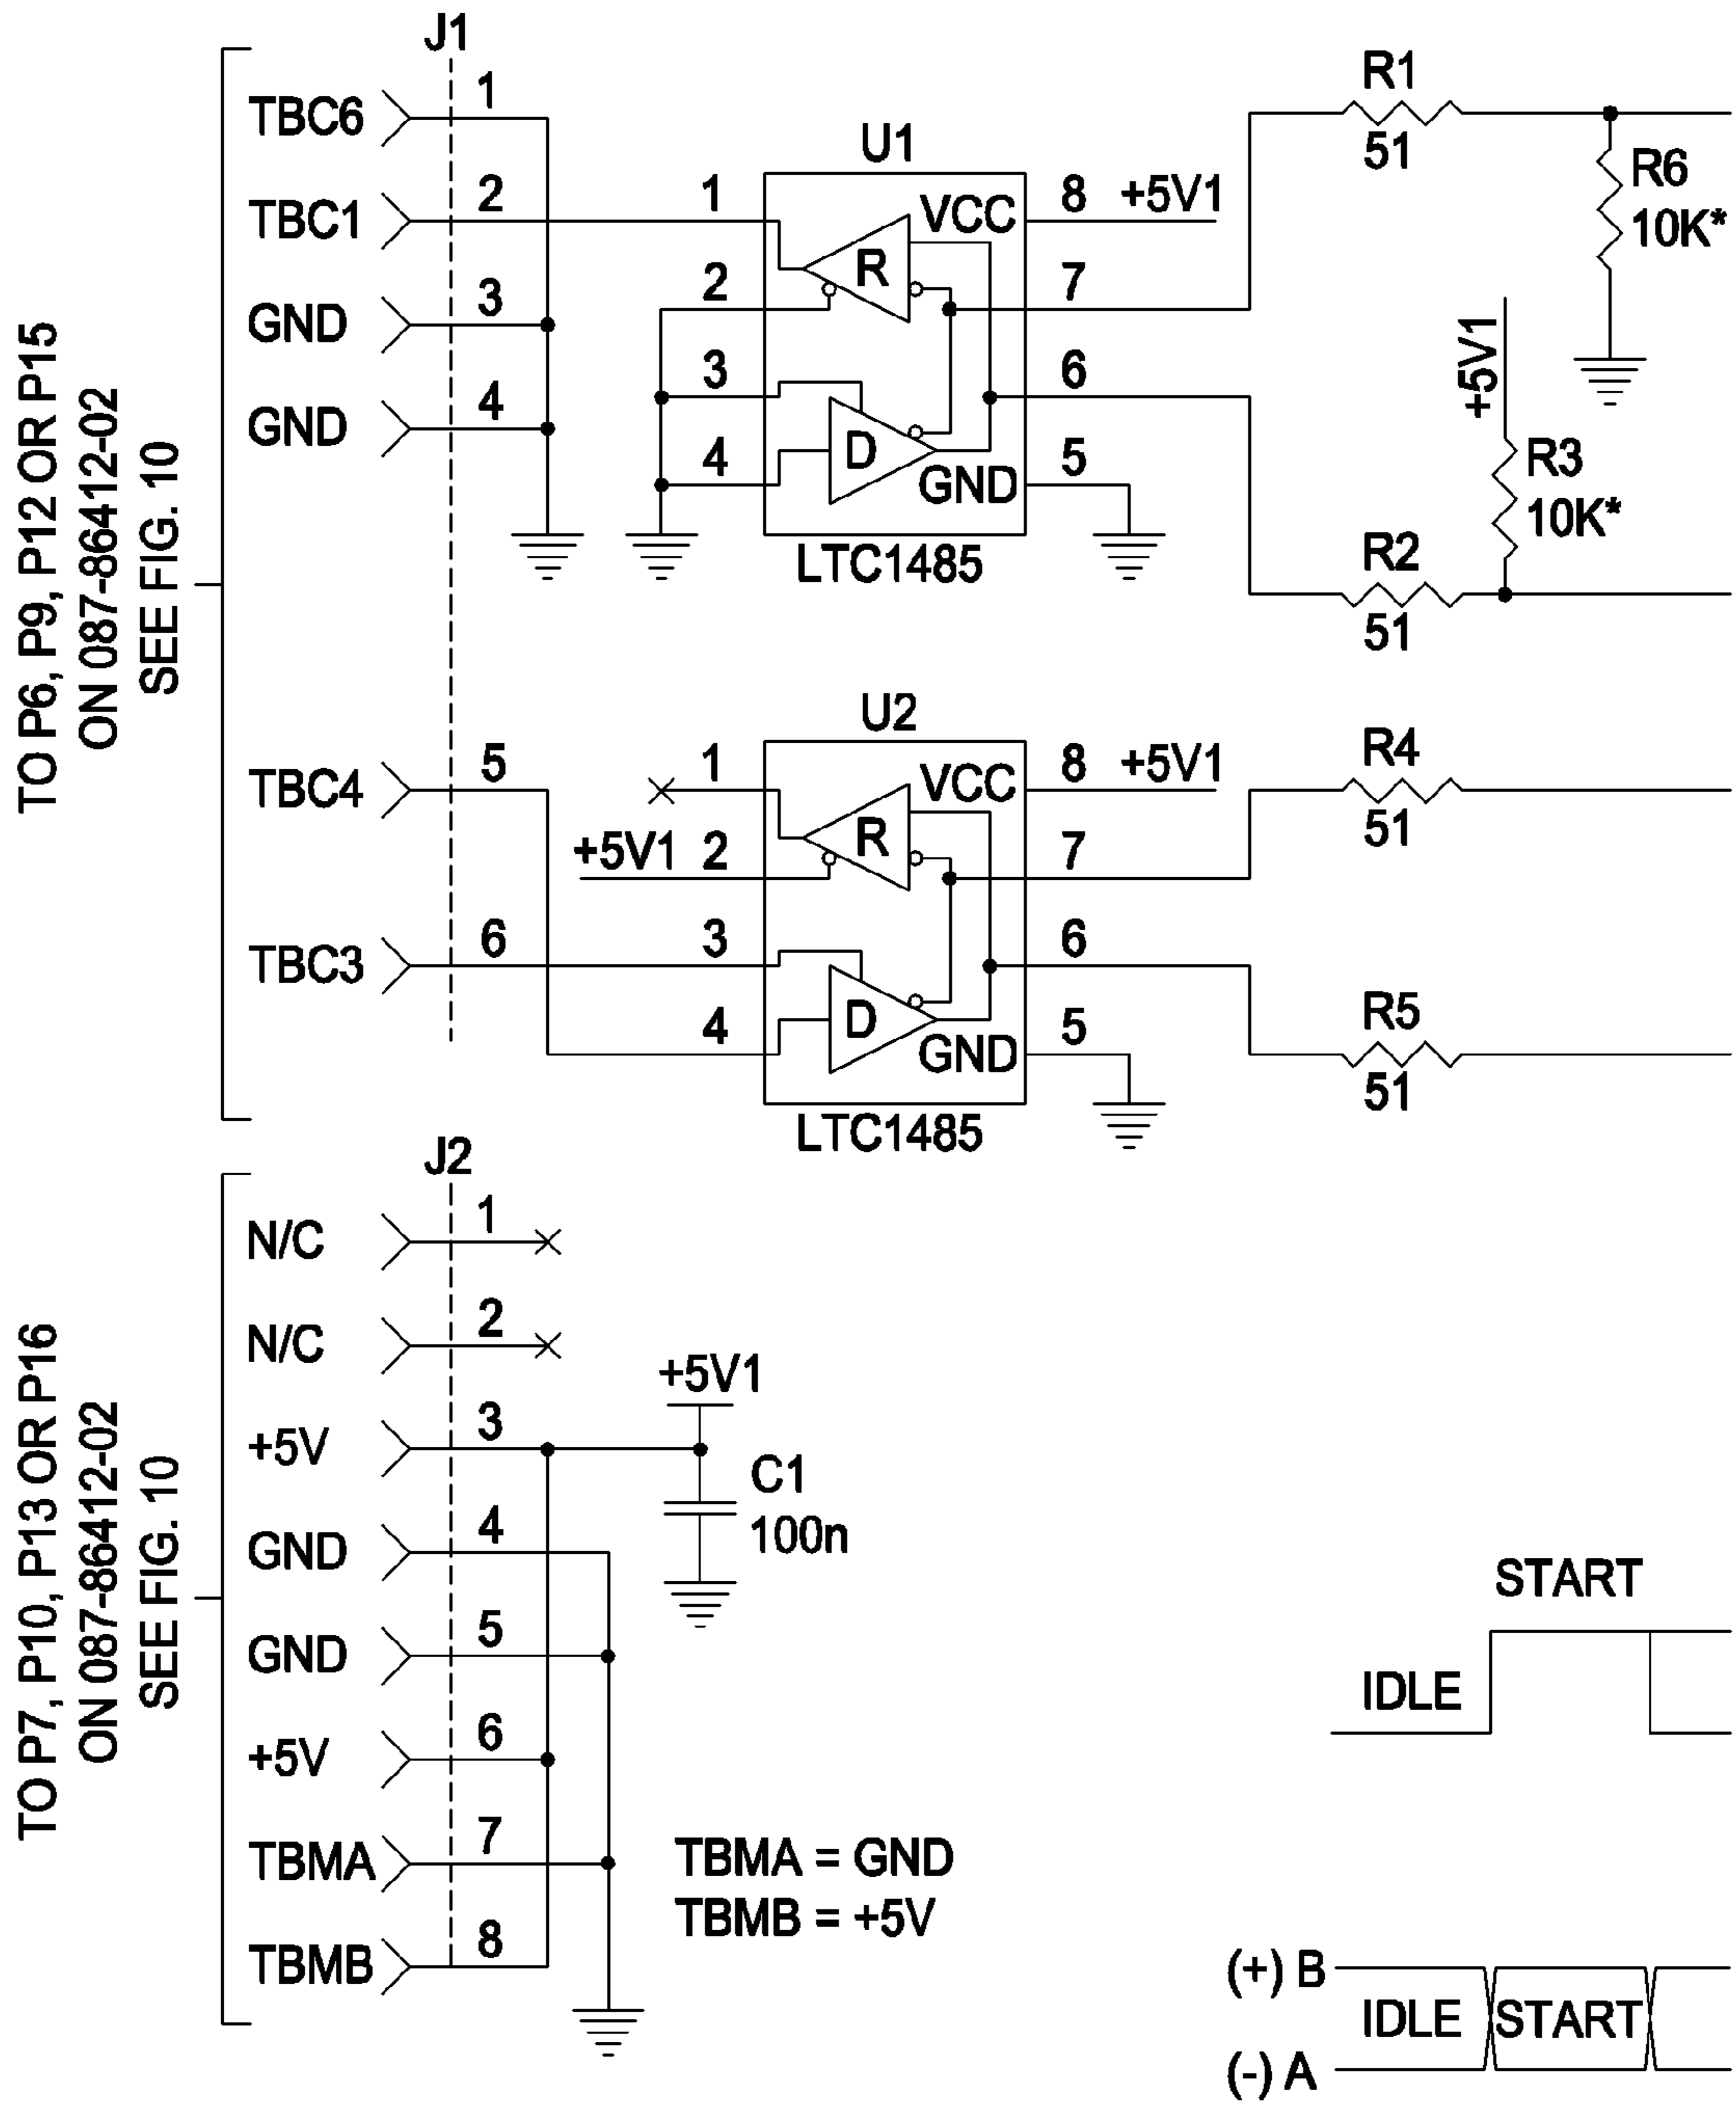 TO P6, P9, P12 OR P15
ON 087-86412-02
SEE FIG. 10
J1
TBC6 1
TBC1 2
GND 3
GND 4
TBC4 5
TBC3 6
U1
1
2
3
4
VCC
R
D
GND
8 +5V1
7
6
5
LTC1485
R1
51
R6
10K*
+5V1
R3
10K*
R2
51
U2
1
+5V1 2
3
4
VCC
R
D
GND
8 +5V1
7
6
5
LTC1485
R4
51
R5
51
TO P7, P10, P13 OR P16
ON 087-86412-02
SEE FIG. 10
J2
N/C 1
N/C 2
+5V 3
GND 4
GND 5
+5V 6
TBMA 7
TBMB 8
+5V1
C1
100n
TBMA = GND
TBMB = +5V
START
IDLE
(+) B
IDLE START
(-) A